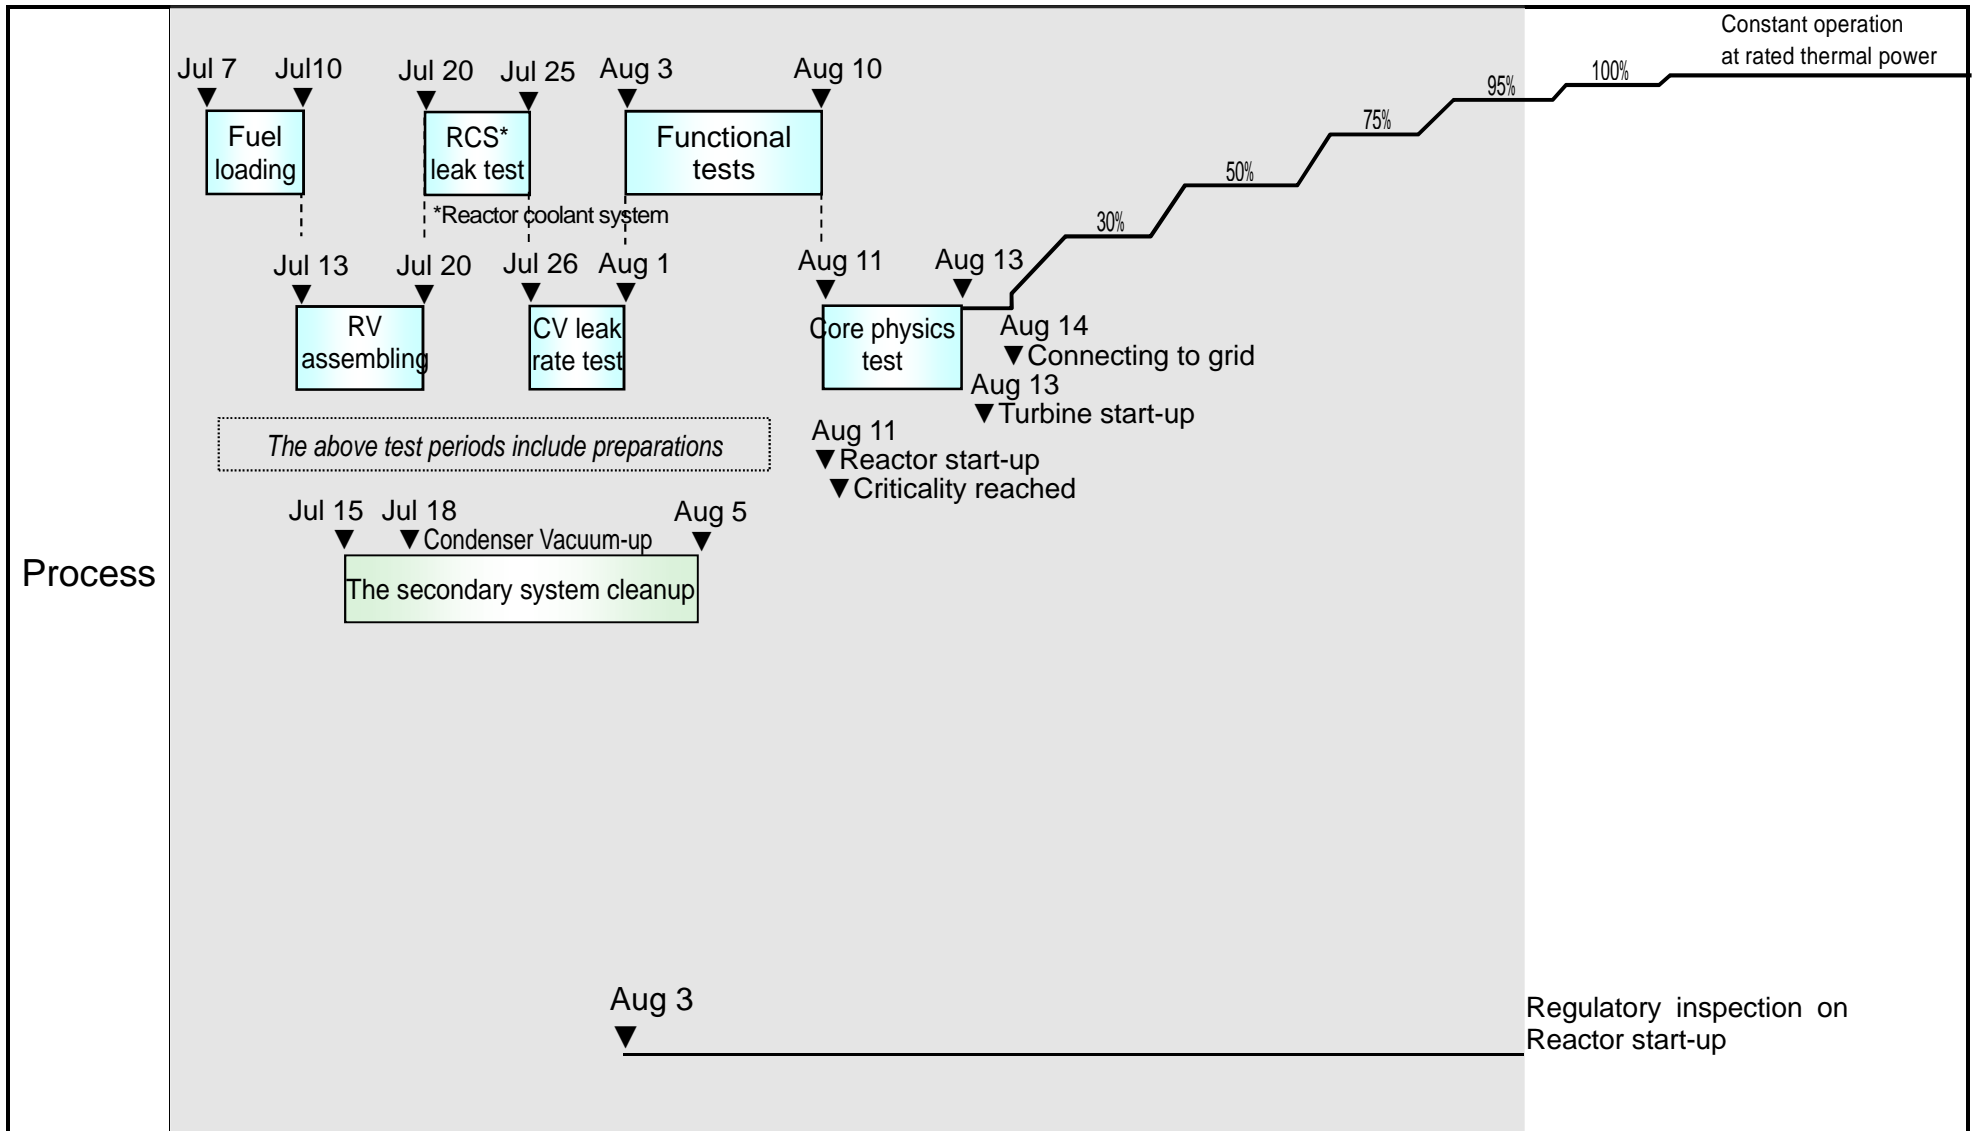 Constant operation
at rated thermal power
Jul 7
Jul10
Jul 20
Jul 25
Aug 3
Aug 10
95%
100%
75%
50%
30%
Fuel
loading
RCS*
leak test
Functional
tests
*Reactor coolant system
Jul 13
Jul 20
Jul 26
Aug 1
Aug 11
Aug 13
RV
assembling
CV leak
rate test
Core physics
test
Aug 14
▼Connecting to grid
Aug 13
▼Turbine start-up
The above test periods include preparations
Aug 11
▼Reactor start-up
▼Criticality reached
Jul 15
Jul 18
Aug 5
▼Condenser Vacuum-up
The secondary system cleanup
Process
Aug 3
Regulatory inspection on
Reactor start-up